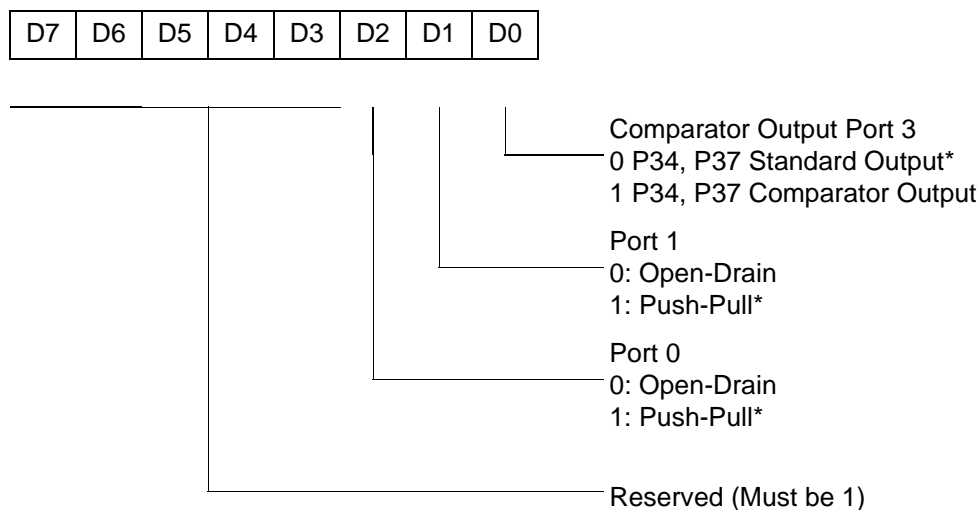 D7 D6 D5 D4 D3 D2 D1 D0
Comparator Output Port 3
0 P34, P37 Standard Output*
1 P34, P37 Comparator Output
Port 1
0: Open-Drain
1: Push-Pull*
Port 0
0: Open-Drain
1: Push-Pull*
Reserved (Must be 1)